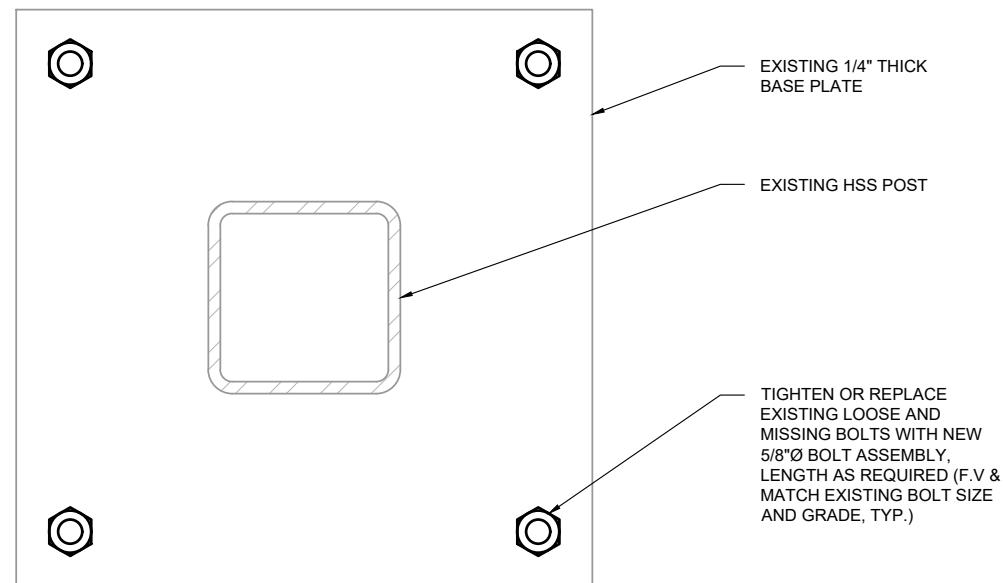 EXISTING 1/4" THICK
BASE PLATE
EXISTING HSS POST
TIGHTEN OR REPLACE
EXISTING LOOSE AND
MISSING BOLTS WITH NEW
5/8"Ø BOLT ASSEMBLY,
LENGTH AS REQUIRED (F.V &
MATCH EXISTING BOLT SIZE
AND GRADE, TYP.)